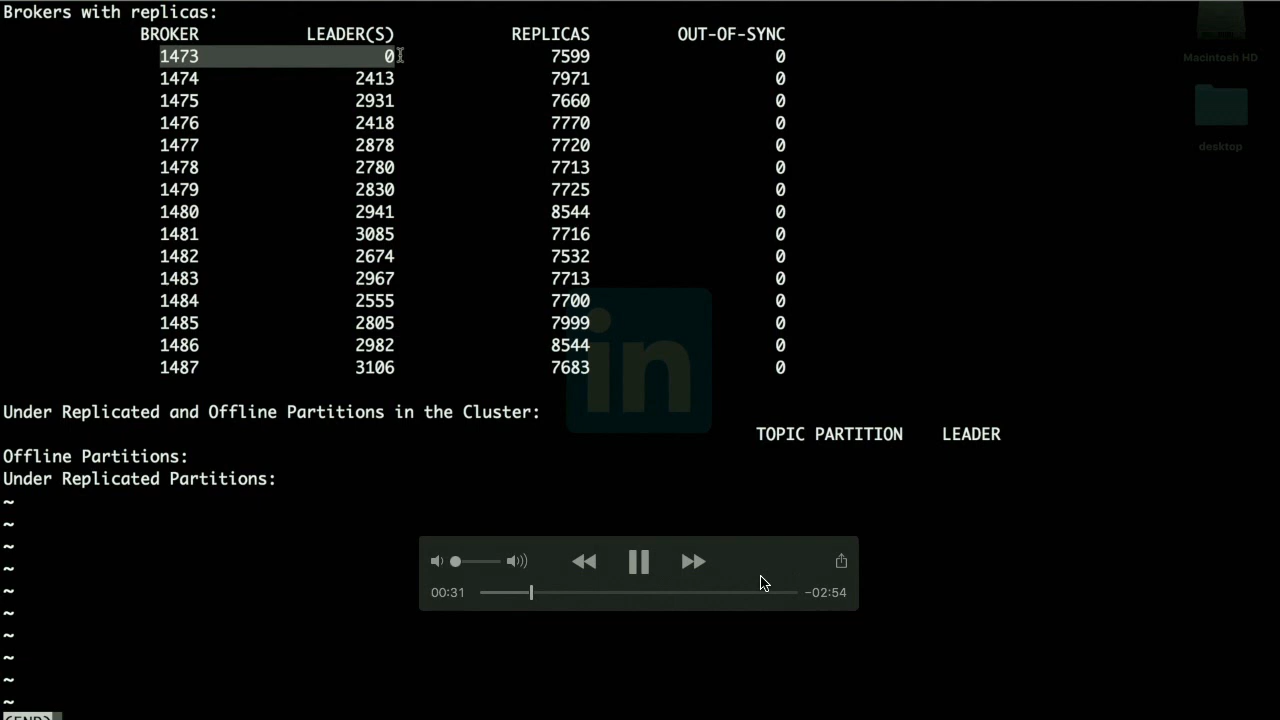 Brokers with replicas:
BROKER LEADER(S) REPLICAS OUT-OF-SYNC
1473 0 7599 0
1474 2413 7971 0
1475 2931 7660 0
1476 2418 7770 0
1477 2878 7720 0
1478 2780 7713 0
1479 2830 7725 0
1480 2941 8544 0
1481 3085 7716 0
1482 2674 7532 0
1483 2967 7713 0
1484 2555 7700 0
1485 2805 7999 0
1486 2982 8544 0
1487 3106 7683 0
Under Replicated and Offline Partitions in the Cluster:
TOPIC PARTITION LEADER
Offline Partitions:
Under Replicated Partitions:
~
~
~
~
~
~
~
~
~
~
(END)
Macintosh HD
desktop
in
00:31 -02:54